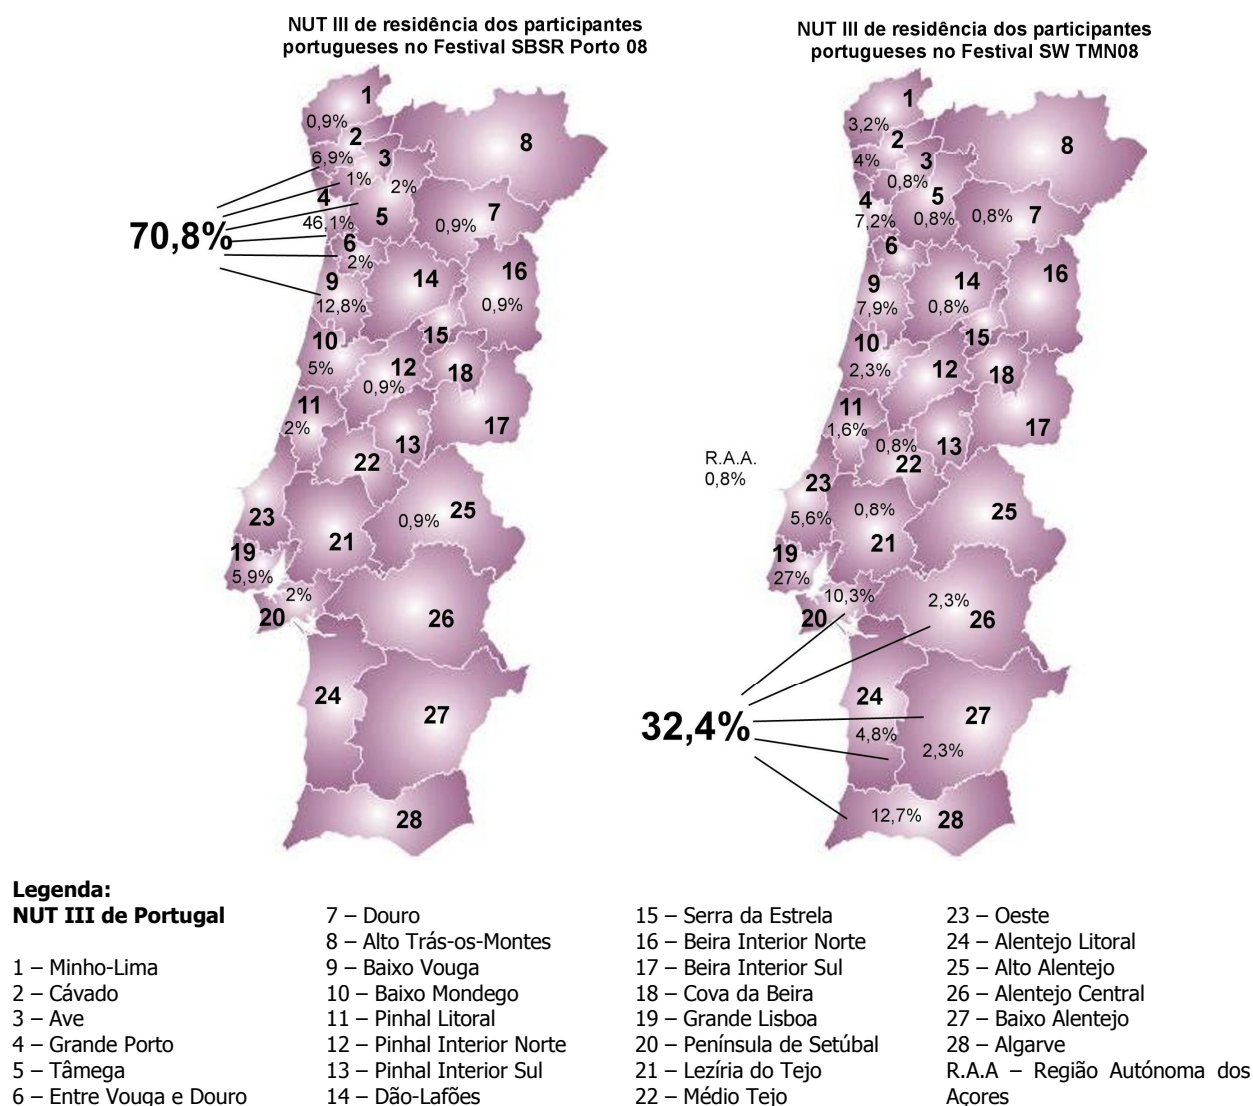 NUT III de residência dos participantes
portugueses no Festival SBSR Porto 08
1
0,9%
2
6,9%
3
1%
2%
8
4
46,1%
5
7
0,9%
70,8%
6
2%
9
12,8%
14
16
0,9%
10
5%
15
12
0,9%
18
11
2%
13
17
22
23
21
25
0,9%
19
5,9%
2%
20
26
24
27
28
NUT III de residência dos participantes
portugueses no Festival SW TMN08
1
3,2%
2
4%
3
0,8%
8
4
7,2%
5
0,8%
0,8%
7
6
9
7,9%
14
0,8%
16
10
2,3%
15
12
18
11
1,6%
0,8%
13
17
22
R.A.A.
0,8%
23
5,6%
0,8%
21
25
19
27%
10,3%
20
2,3%
26
24
4,8%
27
2,3%
32,4%
12,7%
28
Legenda:
NUT III de Portugal
1 – Minho-Lima
2 – Cávado
3 – Ave
4 – Grande Porto
5 – Tâmega
6 – Entre Vouga e Douro
7 – Douro
8 – Alto Trás-os-Montes
9 – Baixo Vouga
10 – Baixo Mondego
11 – Pinhal Litoral
12 – Pinhal Interior Norte
13 – Pinhal Interior Sul
14 – Dão-Lafões
15 – Serra da Estrela
16 – Beira Interior Norte
17 – Beira Interior Sul
18 – Cova da Beira
19 – Grande Lisboa
20 – Península de Setúbal
21 – Lezíria do Tejo
22 – Médio Tejo
23 – Oeste
24 – Alentejo Litoral
25 – Alto Alentejo
26 – Alentejo Central
27 – Baixo Alentejo
28 – Algarve
R.A.A – Região Autónoma dos
Açores